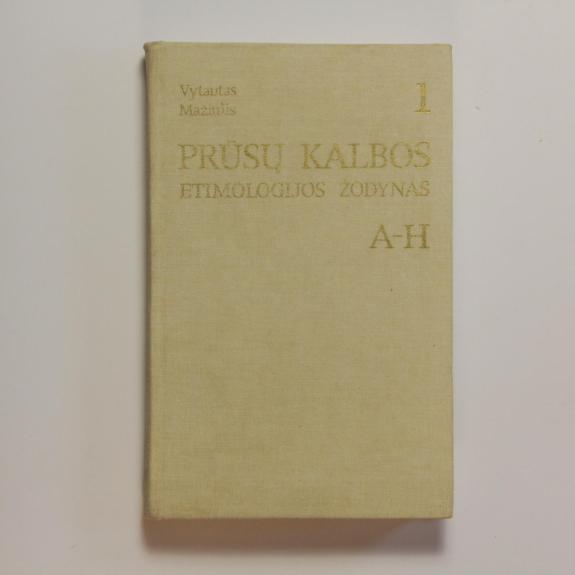 Vytautas
Mažiulis
1
PRŪSŲ KALBOS
ETIMOLOGIJOS ŽODYNAS
A-H